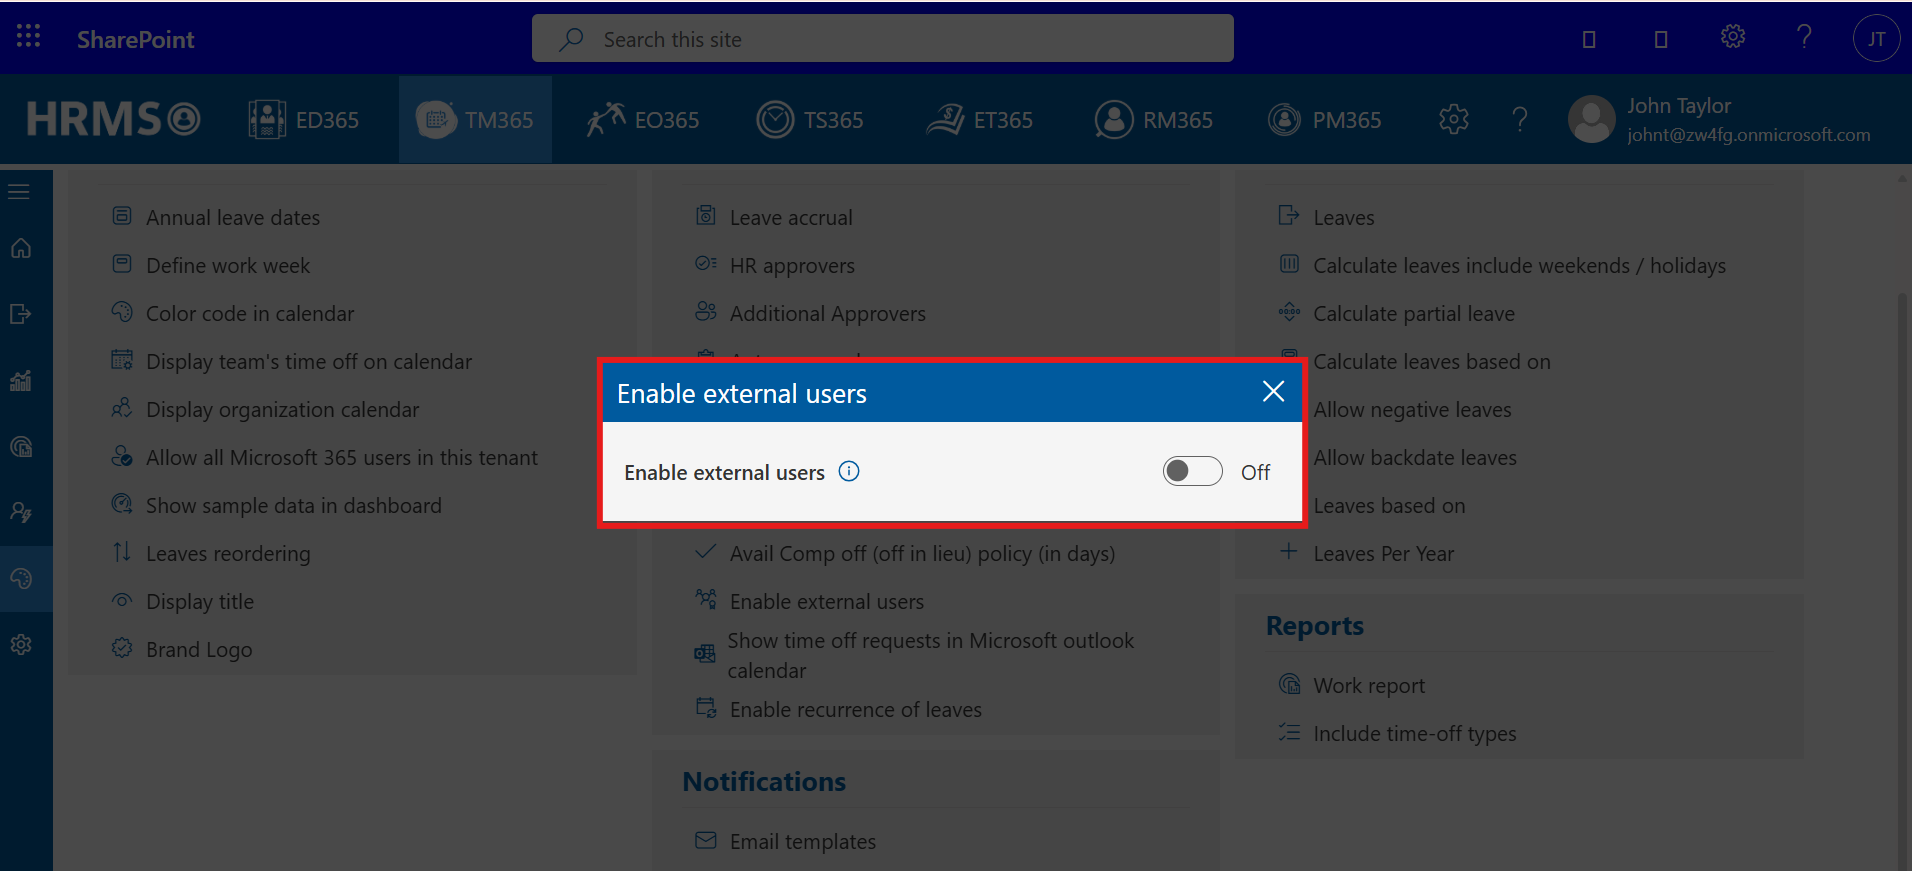 SharePoint
Search this site
JT
HRMS
ED365
TM365
EO365
TS365
ET365
RM365
PM365
John Taylor
johnt@zw4fg.onmicrosoft.com
Annual leave dates
Define work week
Color code in calendar
Display team's time off on calendar
Display organization calendar
Allow all Microsoft 365 users in this tenant
Show sample data in dashboard
Leaves reordering
Display title
Brand Logo
Leave accrual
HR approvers
Additional Approvers
Enable external users
Enable external users
Off
Avail Comp off (off in lieu) policy (in days)
Enable external users
Show time off requests in Microsoft outlook
calendar
Enable recurrence of leaves
Notifications
Email templates
Leaves
Calculate leaves include weekends / holidays
Calculate partial leave
Calculate leaves based on
Allow negative leaves
Allow backdate leaves
Leaves based on
Leaves Per Year
Reports
Work report
Include time-off types